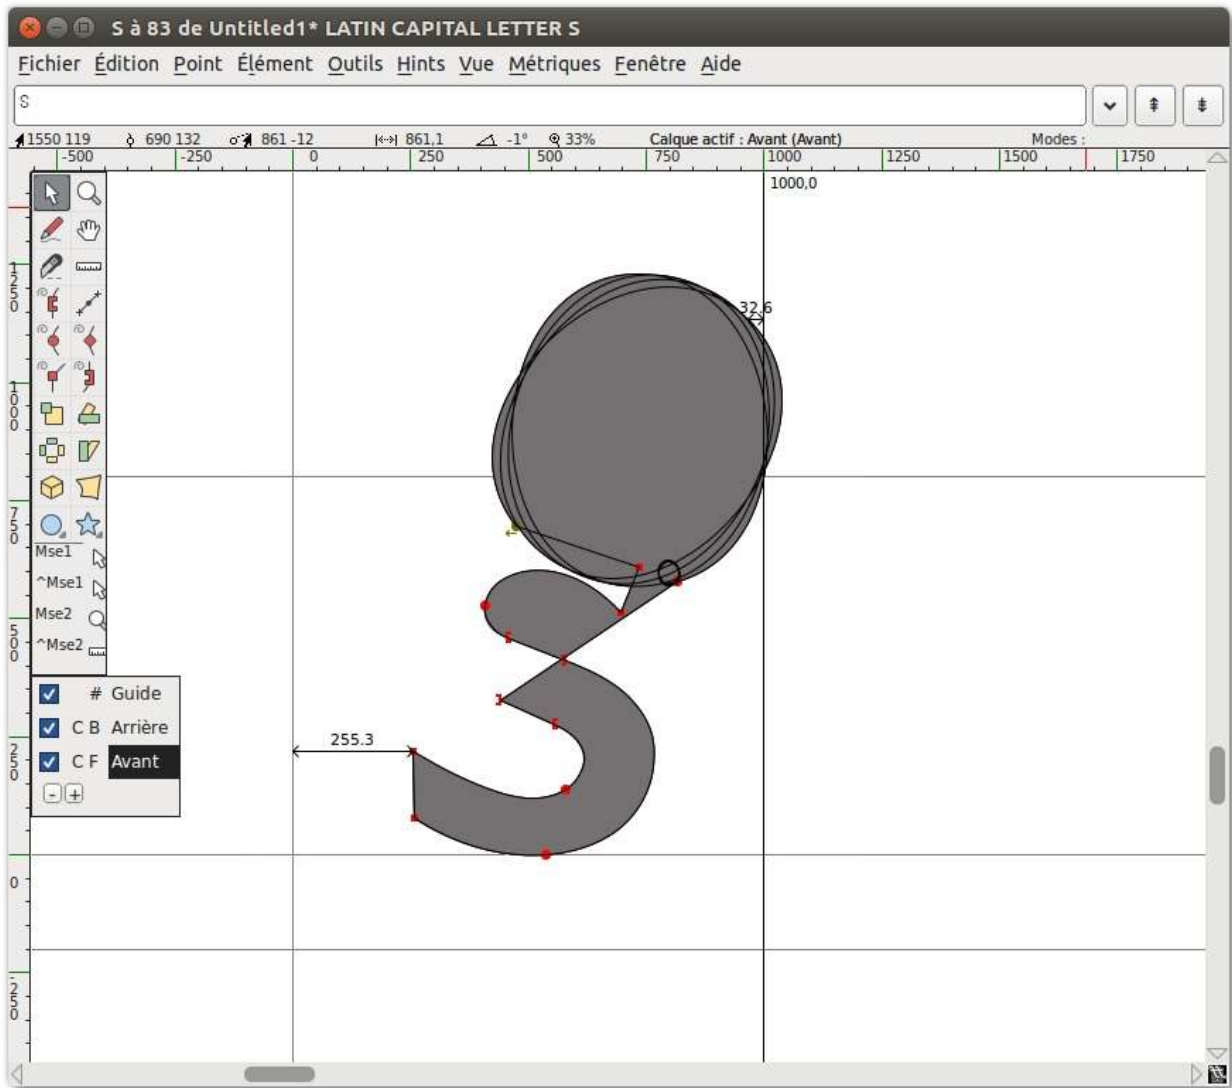 S à 83 de Untitled1* LATIN CAPITAL LETTER S
Fichier Édition Point Élément Outils Hints Vue Métriques Fenêtre Aide
S
1550 119 690 132 861 -12 861,1 -1° 33% Calque actif : Avant (Avant) Modes :
-500 -250 0 250 500 750 1000 1250 1500 1750
1000,0
1250
32,6
1000
750
Mse1
^Mse1
Mse2
500
^Mse2
# Guide
C B Arrière
255.3
250
C F Avant
- +
0
-250